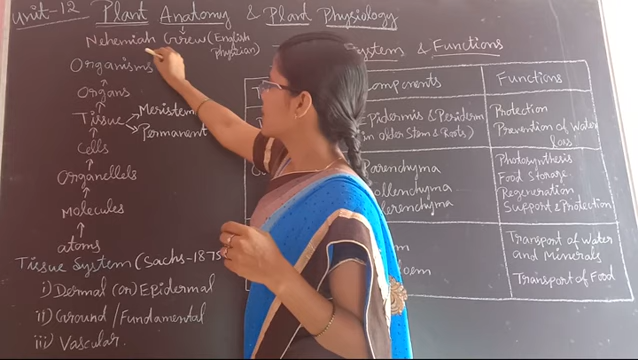 Unit-12 Plant Anatomy & Plant Physiology
Nehemiah Grew (English physician)
Organisms
Organs
Tissue
Meristem
Permanent
Cells
Organellels
Molecules
atoms
Tissue System (Sachs-1875
i) Dermal (or) Epidermal
ii) Ground / Fundamental
iii) Vascular.
System & Functions
components Functions
Epidermis & Periderm Protection
in older Stem & Roots) Prevention of Water loss
Parenchyma Photosynthesis
ollenchyma Food Storage
lerenchyma Regeneration
Support & Protection
Transport of Water
and Minerals
Transport of Food